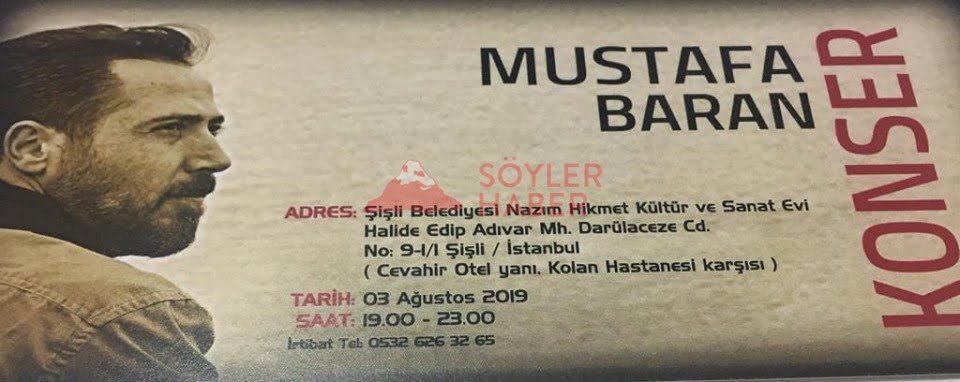 MUSTAFA
BARAN
KONSER
SÖYLER
HABER
ADRES: Şişli Belediyesi Nazım Hikmet Kültür ve Sanat Evi
Halide Edip Adıvar Mh. Darülaceze Cd.
No: 9-1/1 Şişli / İstanbul
( Cevahir Otel yanı, Kolan Hastanesi karşısı )
TARİH: 03 Ağustos 2019
SAAT: 19.00 - 23.00
İrtibat Tel: 0532 626 32 65